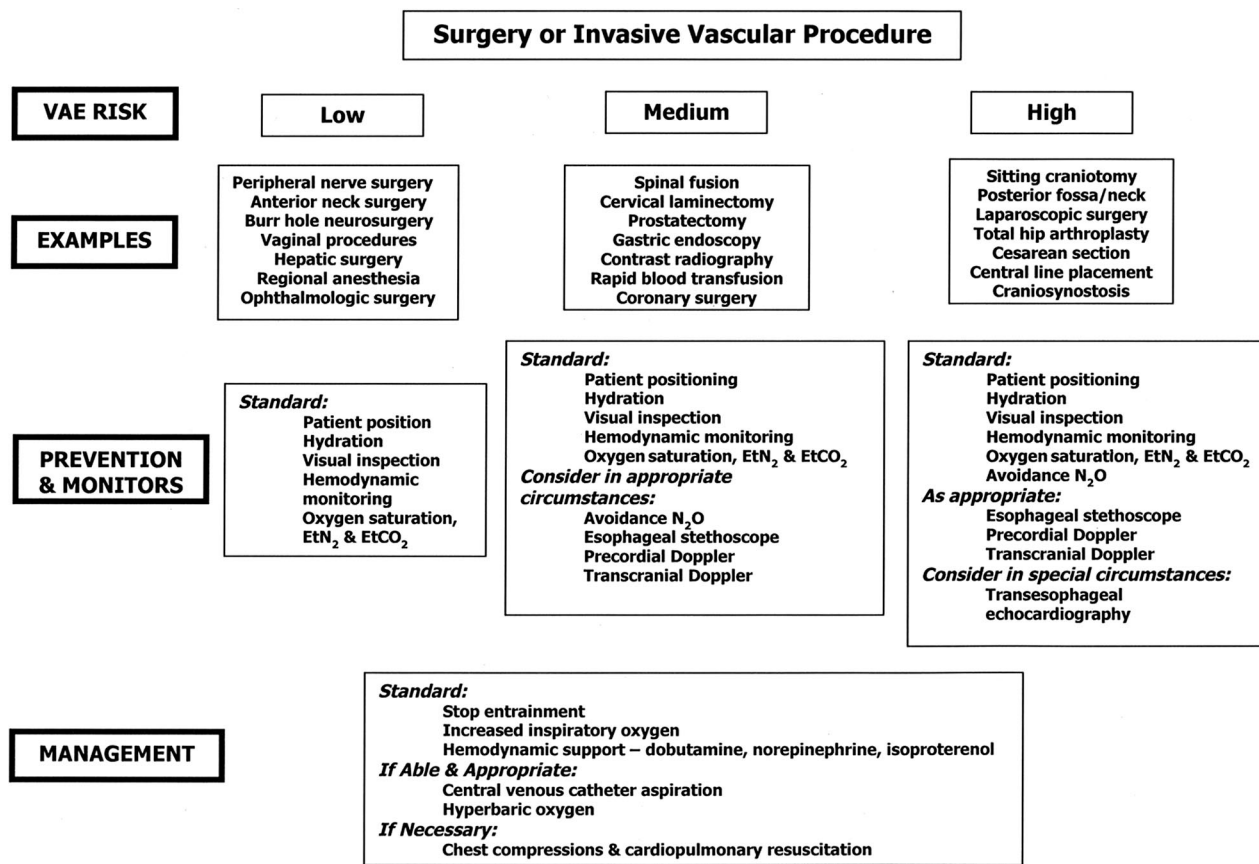 Surgery or Invasive Vascular Procedure
VAE RISK
Low
Medium
High
EXAMPLES
Peripheral nerve surgery
Anterior neck surgery
Burr hole neurosurgery
Vaginal procedures
Hepatic surgery
Regional anesthesia
Ophthalmologic surgery
Spinal fusion
Cervical laminectomy
Prostatectomy
Gastric endoscopy
Contrast radiography
Rapid blood transfusion
Coronary surgery
Sitting craniotomy
Posterior fossa/neck
Laparoscopic surgery
Total hip arthroplasty
Cesarean section
Central line placement
Craniosynostosis
PREVENTION
& MONITORS
Standard:
Patient position
Hydration
Visual inspection
Hemodynamic
monitoring
Oxygen saturation,
EtN₂ & EtCO₂
Standard:
Patient positioning
Hydration
Visual inspection
Hemodynamic monitoring
Oxygen saturation, EtN₂ & EtCO₂
Consider in appropriate
circumstances:
Avoidance N₂O
Esophageal stethoscope
Precordial Doppler
Transcranial Doppler
Standard:
Patient positioning
Hydration
Visual inspection
Hemodynamic monitoring
Oxygen saturation, EtN₂ & EtCO₂
Avoidance N₂O
As appropriate:
Esophageal stethoscope
Precordial Doppler
Transcranial Doppler
Consider in special circumstances:
Transesophageal
echocardiography
MANAGEMENT
Standard:
Stop entrainment
Increased inspiratory oxygen
Hemodynamic support – dobutamine, norepinephrine, isoproterenol
If Able & Appropriate:
Central venous catheter aspiration
Hyperbaric oxygen
If Necessary:
Chest compressions & cardiopulmonary resuscitation